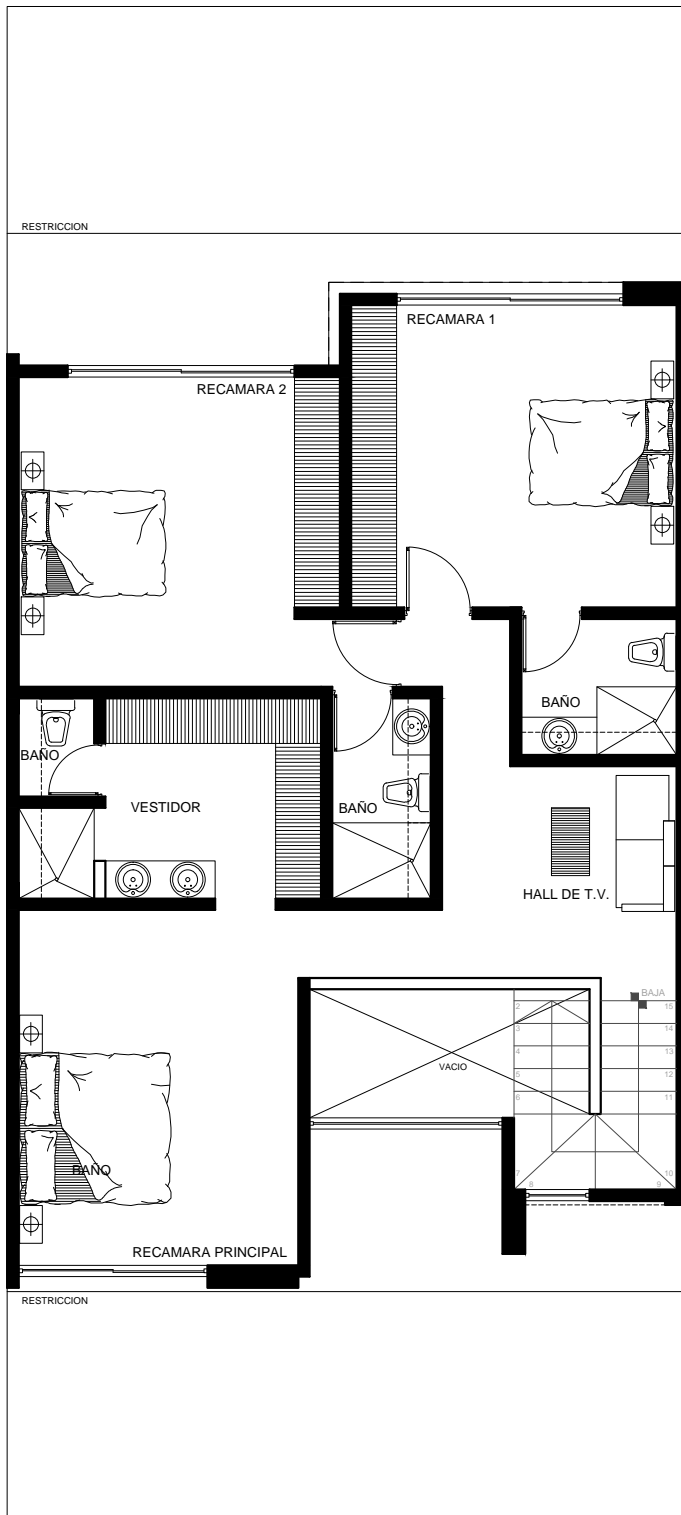 RESTRICCION
RECAMARA 1
RECAMARA 2
BAÑO
BAÑO
VESTIDOR
BAÑO
HALL DE T.V.
BAJA
2
15
3
14
4
13
VACIO
5
12
6
11
7
10
8
9
BAÑO
RECAMARA PRINCIPAL
RESTRICCION